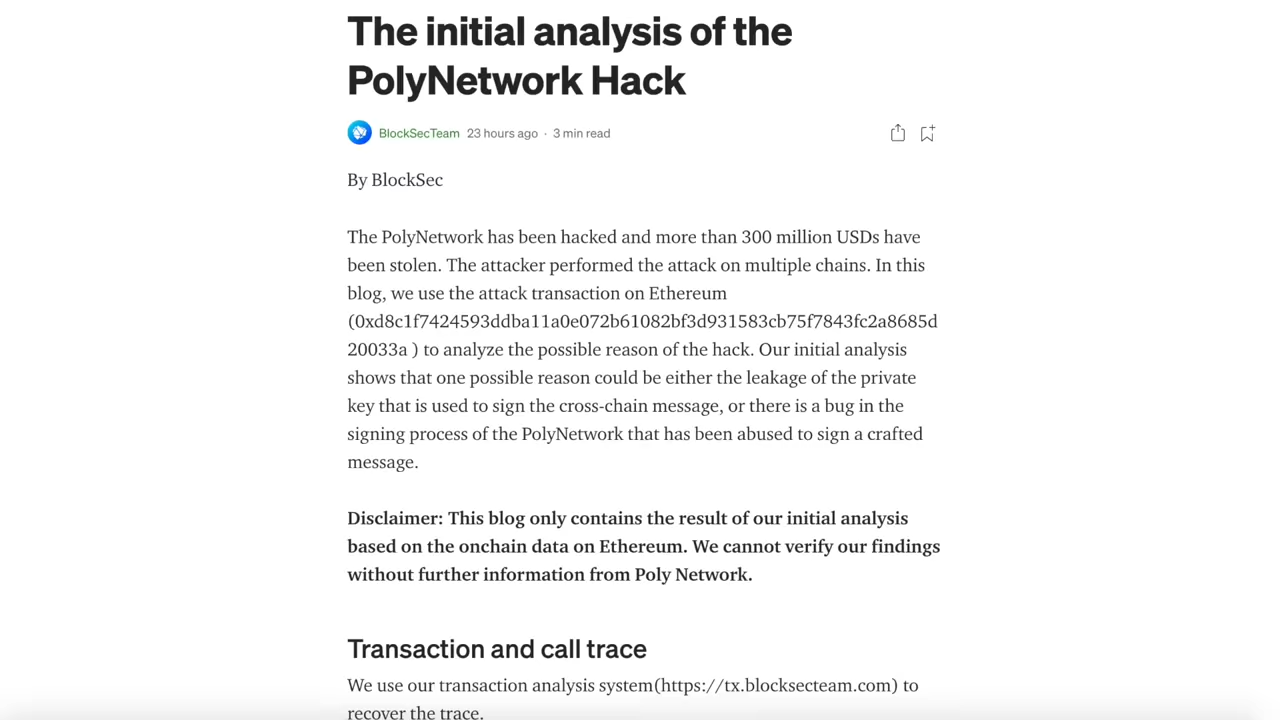 The initial analysis of the
PolyNetwork Hack
BlockSecTeam 23 hours ago · 3 min read
By BlockSec
The PolyNetwork has been hacked and more than 300 million USDs have
been stolen. The attacker performed the attack on multiple chains. In this
blog, we use the attack transaction on Ethereum
(0xd8c1f7424593ddba11a0e072b61082bf3d931583cb75f7843fc2a8685d
20033a ) to analyze the possible reason of the hack. Our initial analysis
shows that one possible reason could be either the leakage of the private
key that is used to sign the cross-chain message, or there is a bug in the
signing process of the PolyNetwork that has been abused to sign a crafted
message.
Disclaimer: This blog only contains the result of our initial analysis
based on the onchain data on Ethereum. We cannot verify our findings
without further information from Poly Network.
Transaction and call trace
We use our transaction analysis system(https://tx.blocksecteam.com) to
recover the trace.